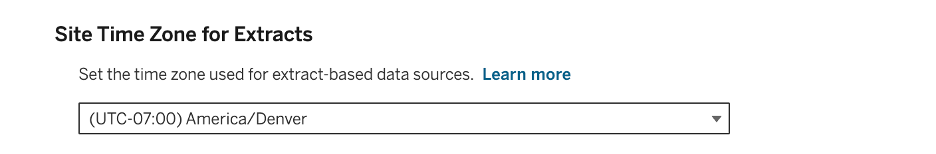 Site Time Zone for Extracts
Set the time zone used for extract-based data sources. Learn more
(UTC-07:00) America/Denver